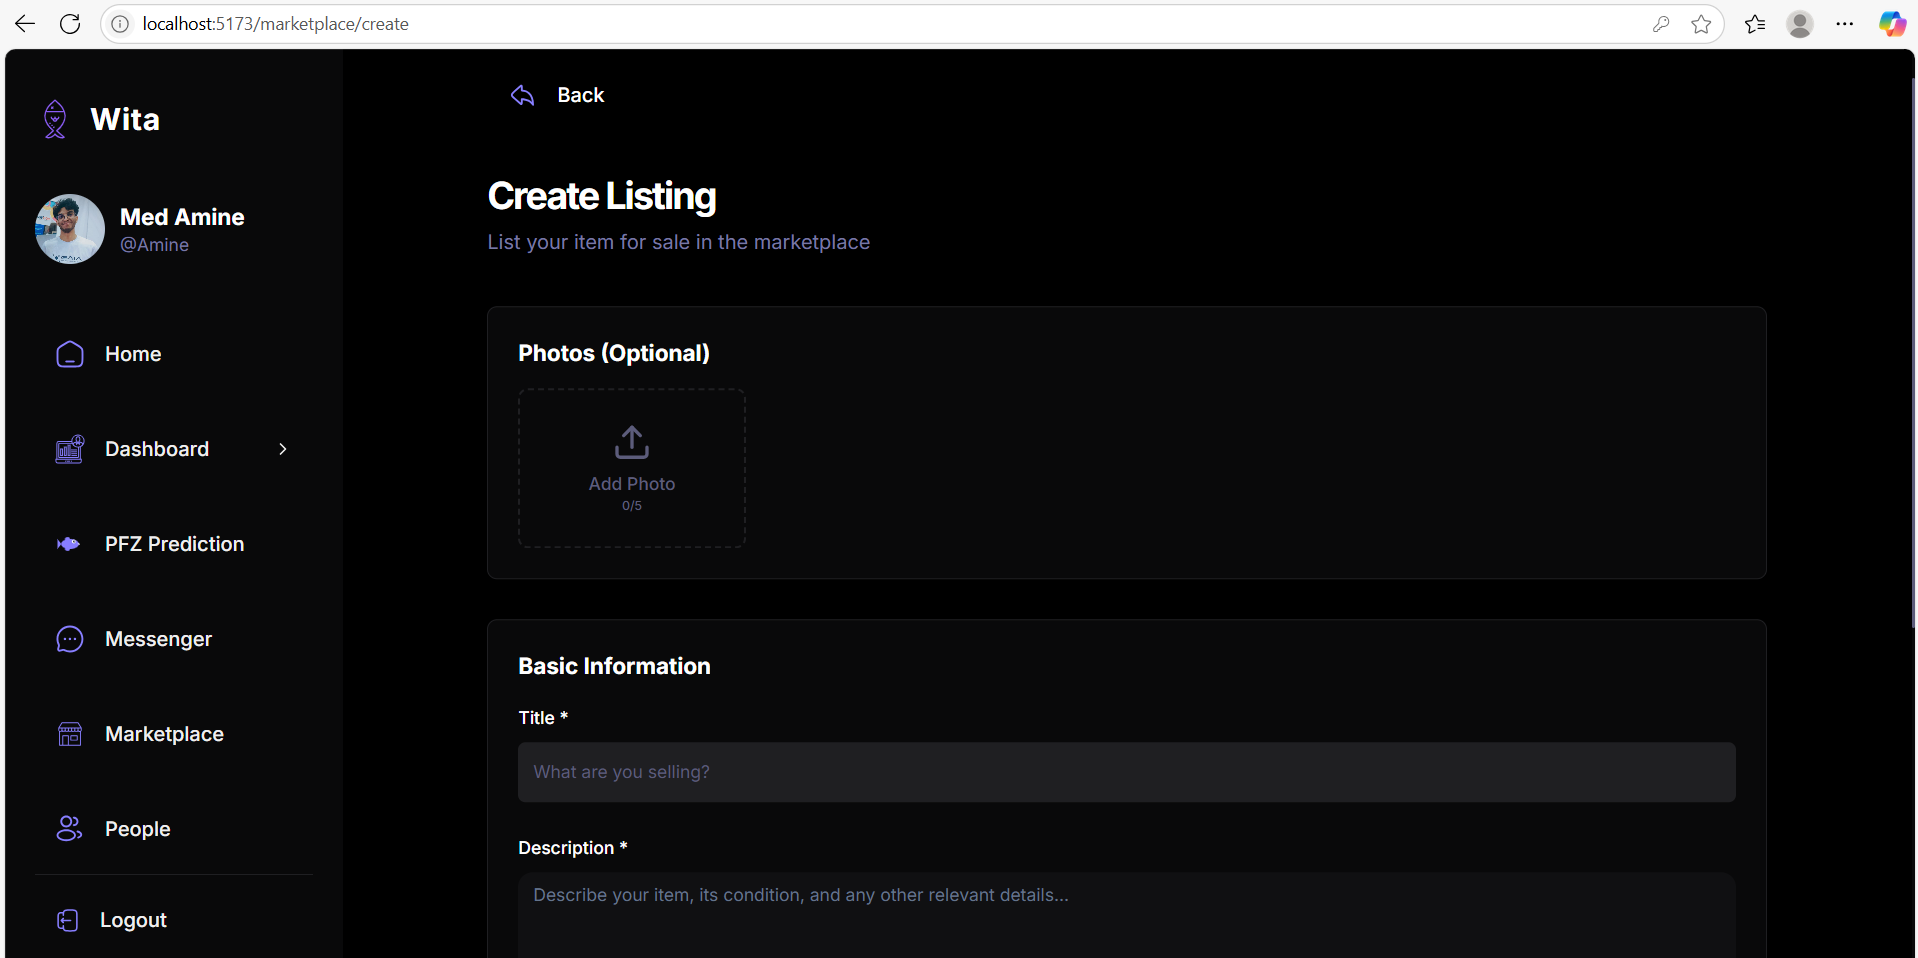 localhost:5173/marketplace/create
Wita
Med Amine
@Amine
Home
Dashboard
PFZ Prediction
Messenger
Marketplace
People
Logout
Back
Create Listing
List your item for sale in the marketplace
Photos (Optional)
Add Photo
0/5
Basic Information
Title *
What are you selling?
Description *
Describe your item, its condition, and any other relevant details...